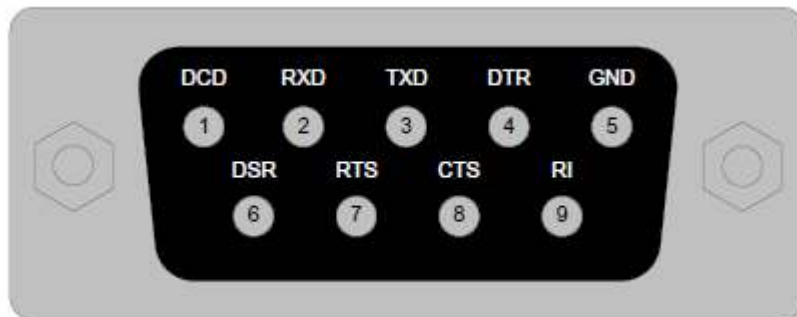 DCD RXD TXD DTR GND
1 2 3 4 5
DSR RTS CTS RI
6 7 8 9